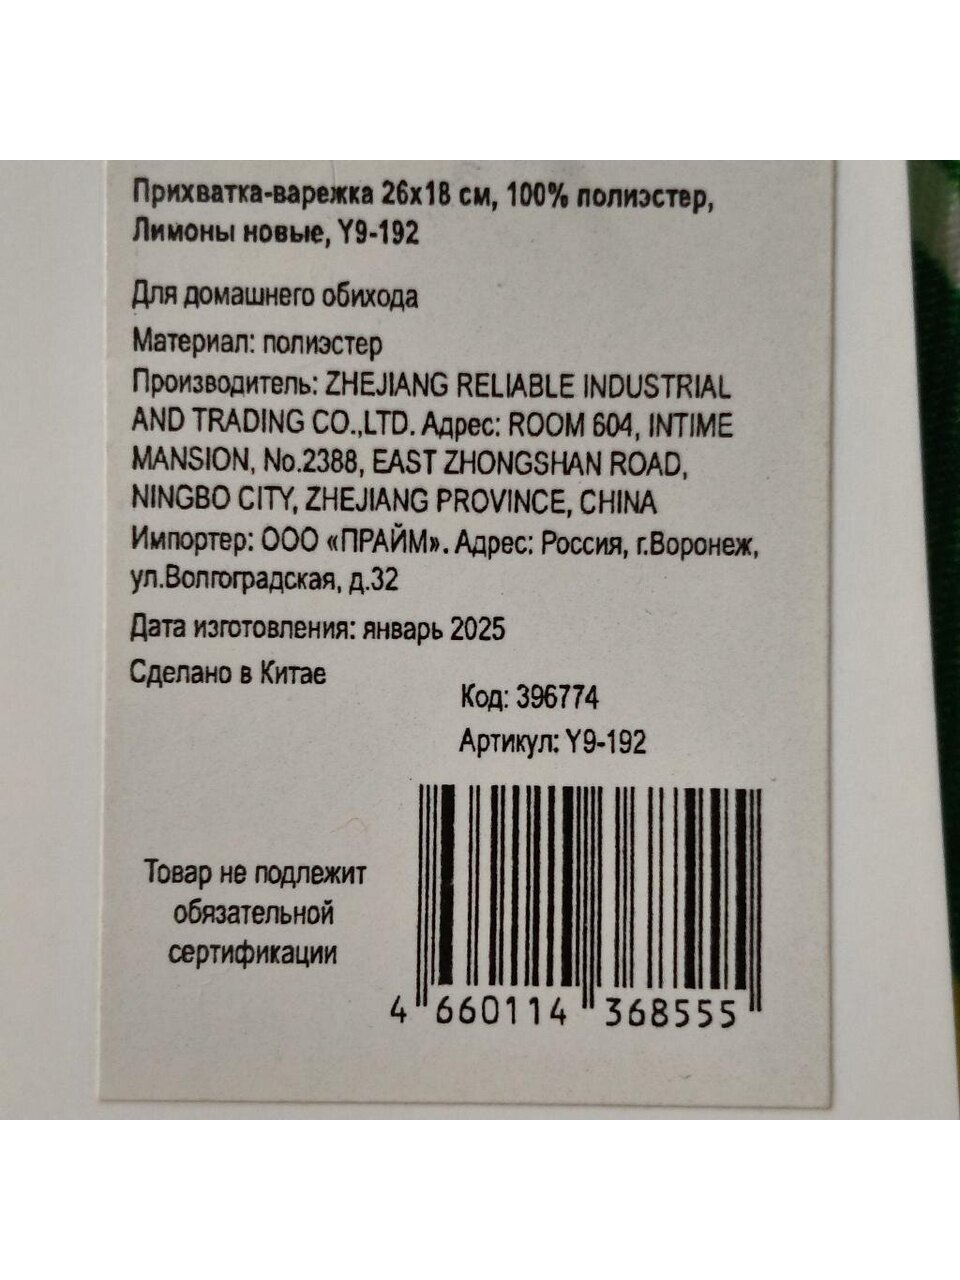 Прихватка-варежка 26х18 см, 100% полиэстер,
Лимоны новые, Y9-192
Для домашнего обихода
Материал: полиэстер
Производитель: ZHEJIANG RELIABLE INDUSTRIAL
AND TRADING CO.,LTD. Адрес: ROOM 604, INTIME
MANSION, No.2388, EAST ZHONGSHAN ROAD,
NINGBO CITY, ZHEJIANG PROVINCE, CHINA
Импортер: ООО «ПРАЙМ». Адрес: Россия, г.Воронеж,
ул.Волгоградская, д.32
Дата изготовления: январь 2025
Сделано в Китае
Код: 396774
Артикул: Y9-192
Товар не подлежит
обязательной
сертификации
4 660114 368555